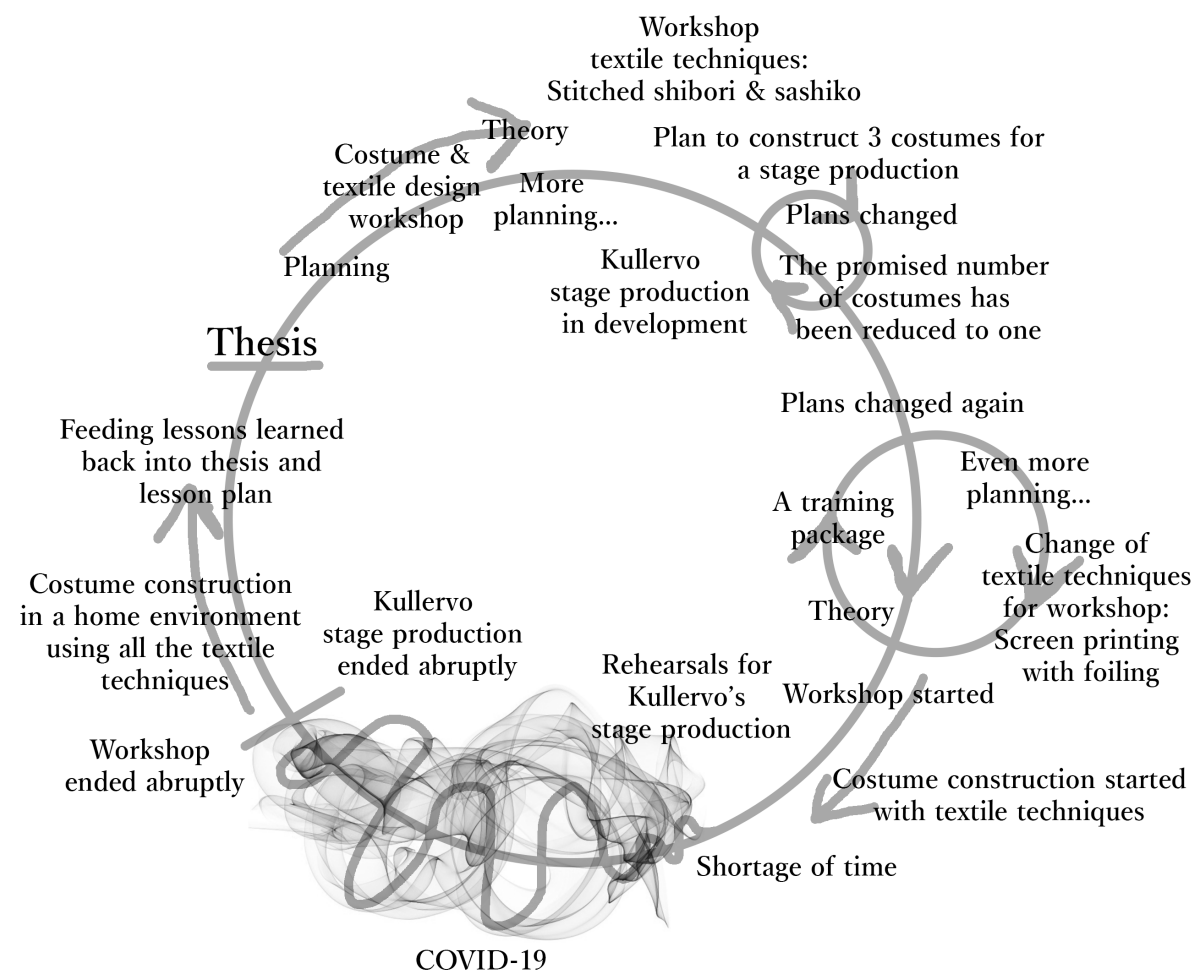 Workshop
textile techniques:
Stitched shibori & sashiko
Theory
Plan to construct 3 costumes for
a stage production
Costume &
textile design
workshop
More
planning...
Plans changed
Planning
Kullervo
stage production
in development
The promised number
of costumes has
been reduced to one
Thesis
Plans changed again
Feeding lessons learned
back into thesis and
lesson plan
Even more
planning...
A training
package
Change of
textile techniques
for workshop:
Screen printing
with foiling
Theory
Costume construction
in a home environment
using all the textile
techniques
Kullervo
stage production
ended abruptly
Rehearsals for
Kullervo's
stage production
Workshop started
Workshop
ended abruptly
Costume construction started
with textile techniques
Shortage of time
COVID-19